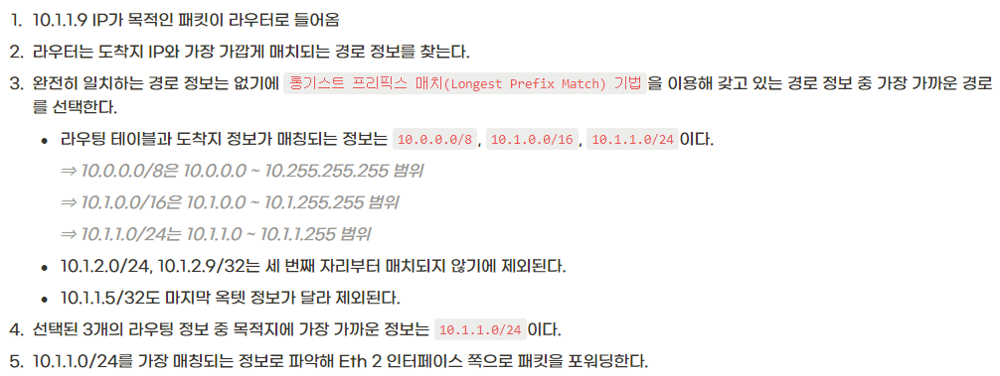 1. 10.1.1.9 IP가 목적인 패킷이 라우터로 들어옴
2. 라우터는 도착지 IP와 가장 가깝게 매치되는 경로 정보를 찾는다.
3. 완전히 일치하는 경로 정보는 없기에 롱기스트 프리픽스 매치(Longest Prefix Match) 기법을 이용해 갖고 있는 경로 정보 중 가장 가까운 경로
를 선택한다.
• 라우팅 테이블과 도착지 정보가 매칭되는 정보는 10.0.0.0/8, 10.1.0.0/16, 10.1.1.0/24이다.
⇒ 10.0.0.0/8은 10.0.0.0 ~ 10.255.255.255 범위
⇒ 10.1.0.0/16은 10.1.0.0 ~ 10.1.255.255 범위
⇒ 10.1.1.0/24는 10.1.1.0 ~ 10.1.1.255 범위
• 10.1.2.0/24, 10.1.2.9/32는 세 번째 자리부터 매치되지 않기에 제외된다.
• 10.1.1.5/32도 마지막 옥텟 정보가 달라 제외된다.
4. 선택된 3개의 라우팅 정보 중 목적지에 가장 가까운 정보는 10.1.1.0/24이다.
5. 10.1.1.0/24를 가장 매칭되는 정보로 파악해 Eth 2 인터페이스 쪽으로 패킷을 포워딩한다.